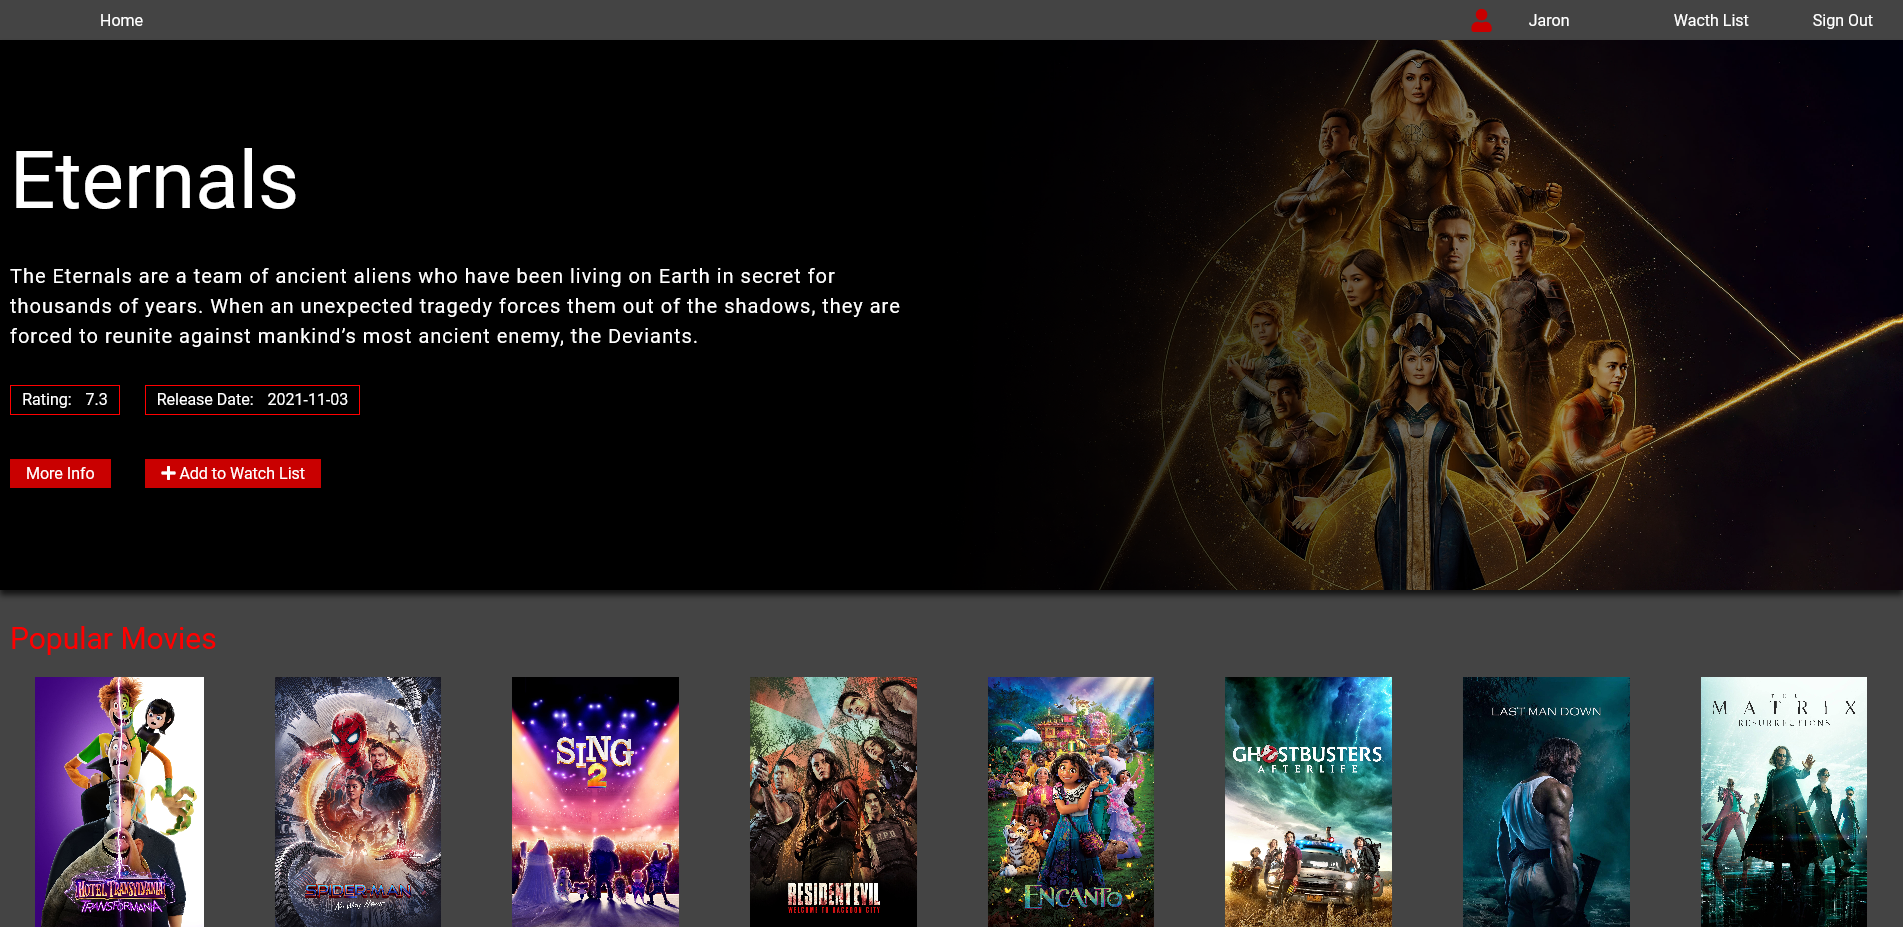 Home
Jaron
Wacth List
Sign Out
Eternals
The Eternals are a team of ancient aliens who have been living on Earth in secret for
thousands of years. When an unexpected tragedy forces them out of the shadows, they are
forced to reunite against mankind’s most ancient enemy, the Deviants.
Rating: 7.3
Release Date: 2021-11-03
More Info
Add to Watch List
Popular Movies
HOTEL TRANSYLVANIA
TRANSFORMANIA
SPIDER-MAN
NO WAY HOME
SING
2
RESIDENT EVIL
WELCOME TO RACCOON CITY
ENCANTO
GHOSTBUSTERS
AFTERLIFE
LAST MAN DOWN
THE
MATRIX
RESURRECTIONS